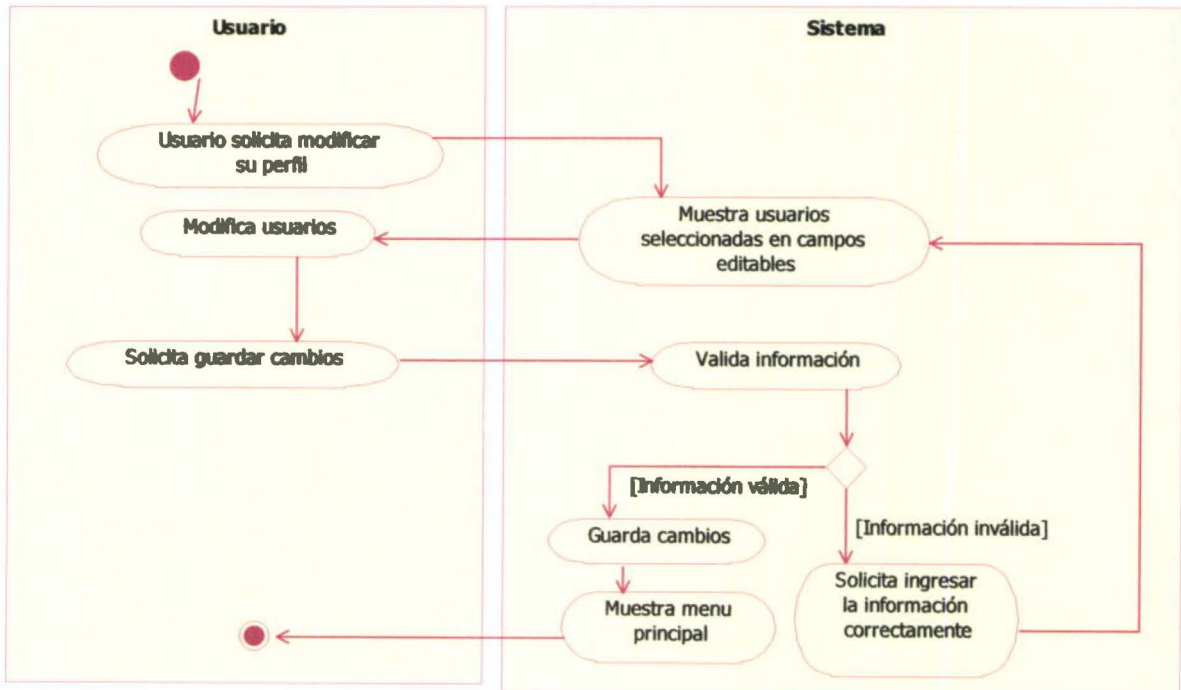 Usuario
Sistema
Usuario solicita modificar
su perfil
Muestra usuarios
seleccionadas en campos
editables
Modifica usuarios
Solicita guardar cambios
Valida información
[Información válida]
[Información inválida]
Guarda cambios
Solicita ingresar
la información
correctamente
Muestra menu
principal